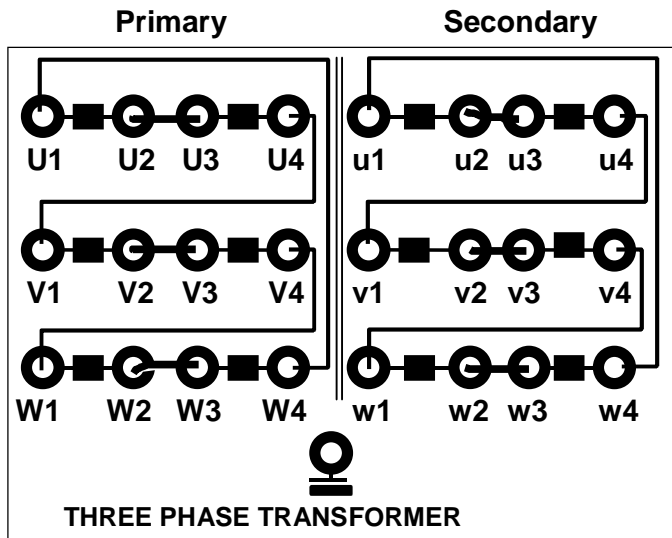 Primary Secondary
U1 U2 U3 U4 u1 u2 u3 u4
V1 V2 V3 V4 v1 v2 v3 v4
W1 W2 W3 W4 w1 w2 w3 w4
THREE PHASE TRANSFORMER